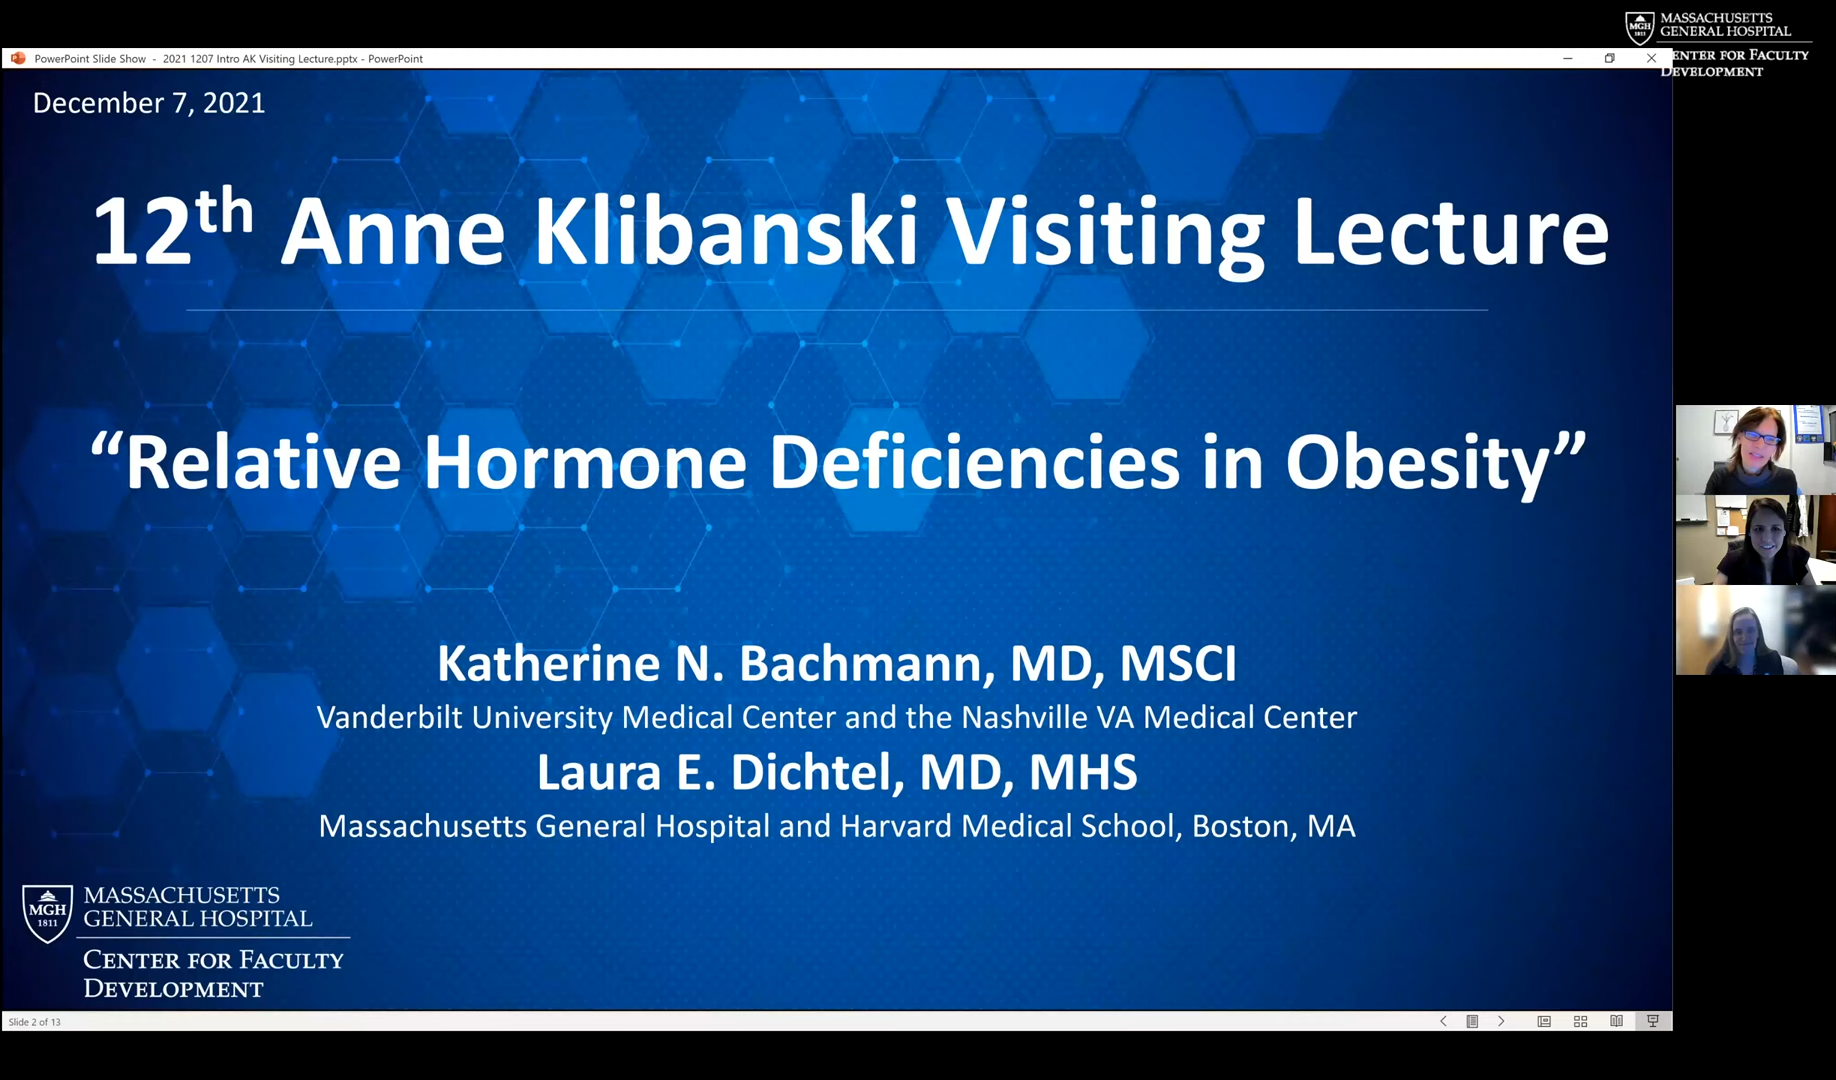 MASSACHUSETTS
GENERAL HOSPITAL
CENTER FOR FACULTY
DEVELOPMENT
MGH
1811
PowerPoint Slide Show - 2021 1207 Intro AK Visiting Lecture.pptx - PowerPoint
December 7, 2021
12th Anne Klibanski Visiting Lecture
“Relative Hormone Deficiencies in Obesity”
Katherine N. Bachmann, MD, MSCI
Vanderbilt University Medical Center and the Nashville VA Medical Center
Laura E. Dichtel, MD, MHS
Massachusetts General Hospital and Harvard Medical School, Boston, MA
MGH
1811
MASSACHUSETTS
GENERAL HOSPITAL
CENTER FOR FACULTY
DEVELOPMENT
Slide 2 of 13